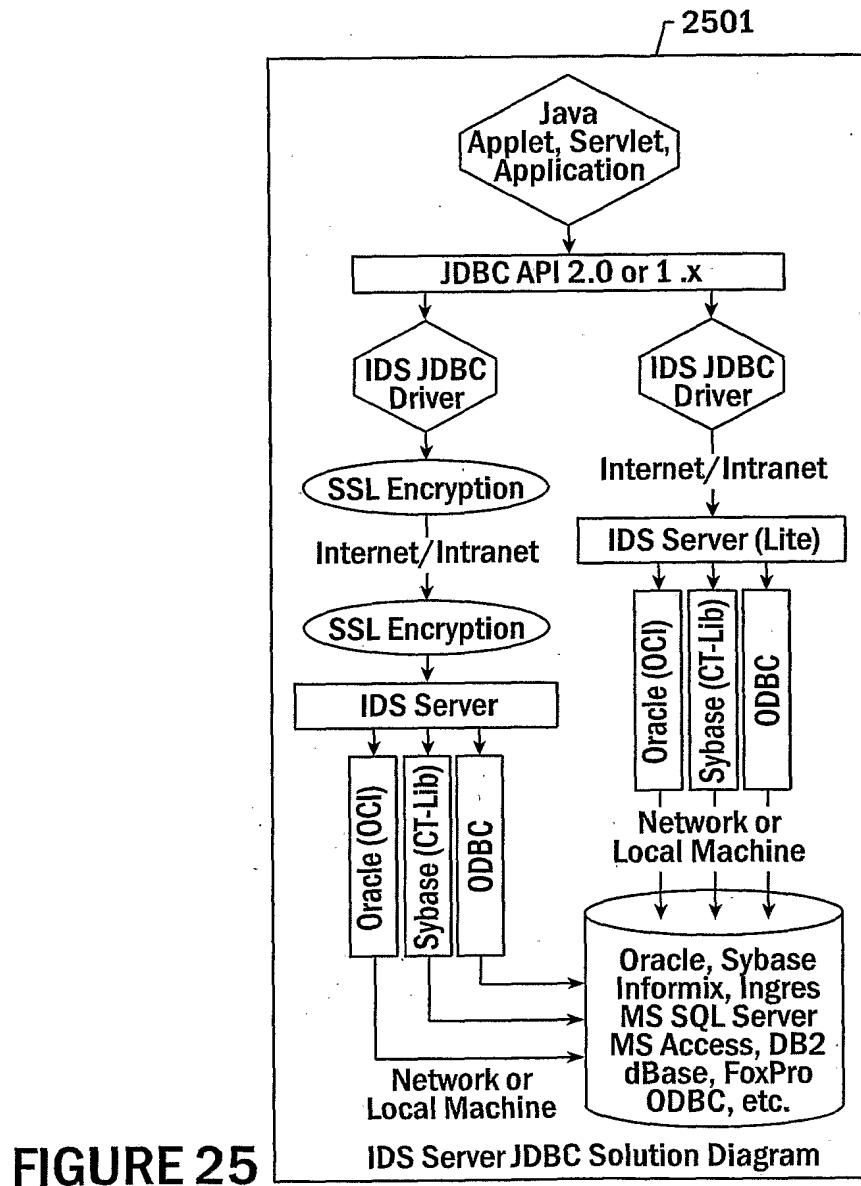 2501
Java
Applet, Servlet,
Application
JDBC API 2.0 or 1 .x
IDS JDBC
Driver
IDS JDBC
Driver
SSL Encryption
Internet/Intranet
SSL Encryption
IDS Server
Oracle (OCI)
Sybase (CT-Lib)
ODBC
Network or
Local Machine
Internet/Intranet
IDS Server (Lite)
Oracle (OCI)
Sybase (CT-Lib)
ODBC
Network or
Local Machine
Oracle, Sybase
Informix, Ingres
MS SQL Server
MS Access, DB2
dBase, FoxPro
ODBC, etc.
IDS Server JDBC Solution Diagram
FIGURE 25